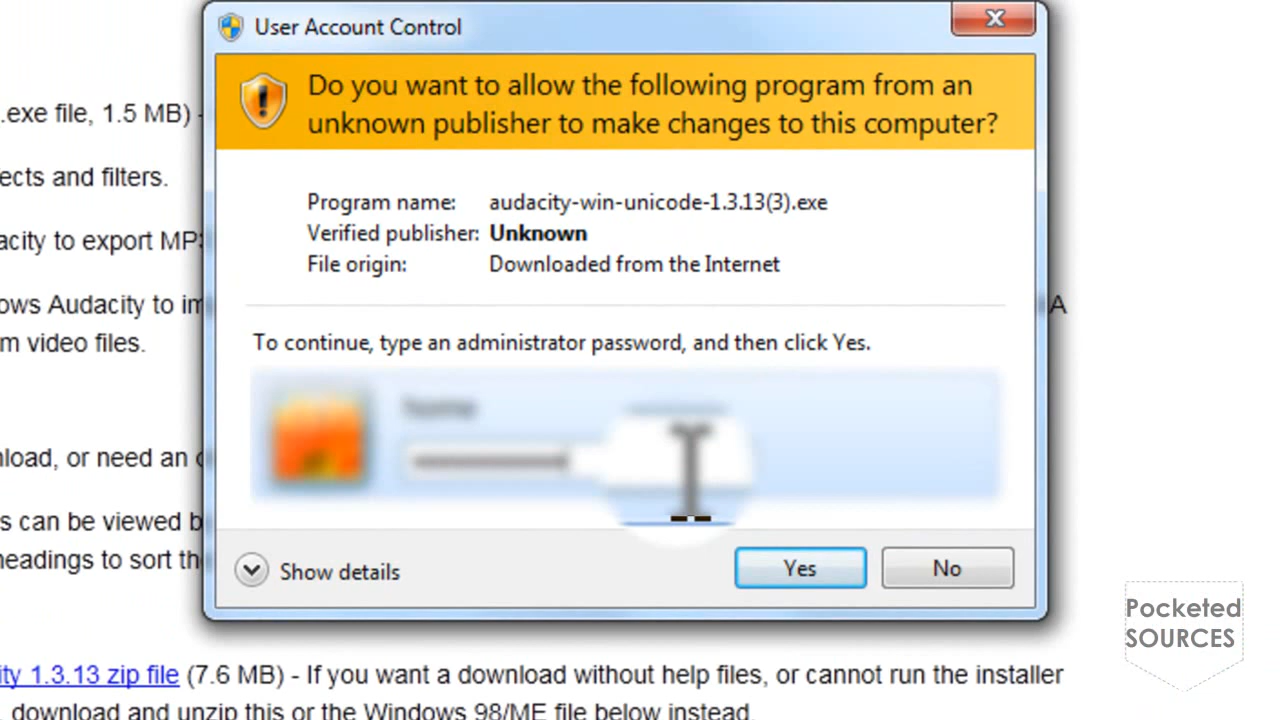 User Account Control
Do you want to allow the following program from an
unknown publisher to make changes to this computer?
.exe file, 1.5 MB) -
ects and filters.
Program name: audacity-win-unicode-1.3.13(3).exe
Verified publisher: Unknown
acity to export MP3
File origin: Downloaded from the Internet
ows Audacity to im
A
m video files.
To continue, type an administrator password, and then click Yes.
home
nload, or need an
s can be viewed b
neadings to sort the
Show details
Yes
No
Pocketed
SOURCES
ity 1.3.13 zip file (7.6 MB) - If you want a download without help files, or cannot run the installer
download and unzip this or the Windows 98/ME file below instead.